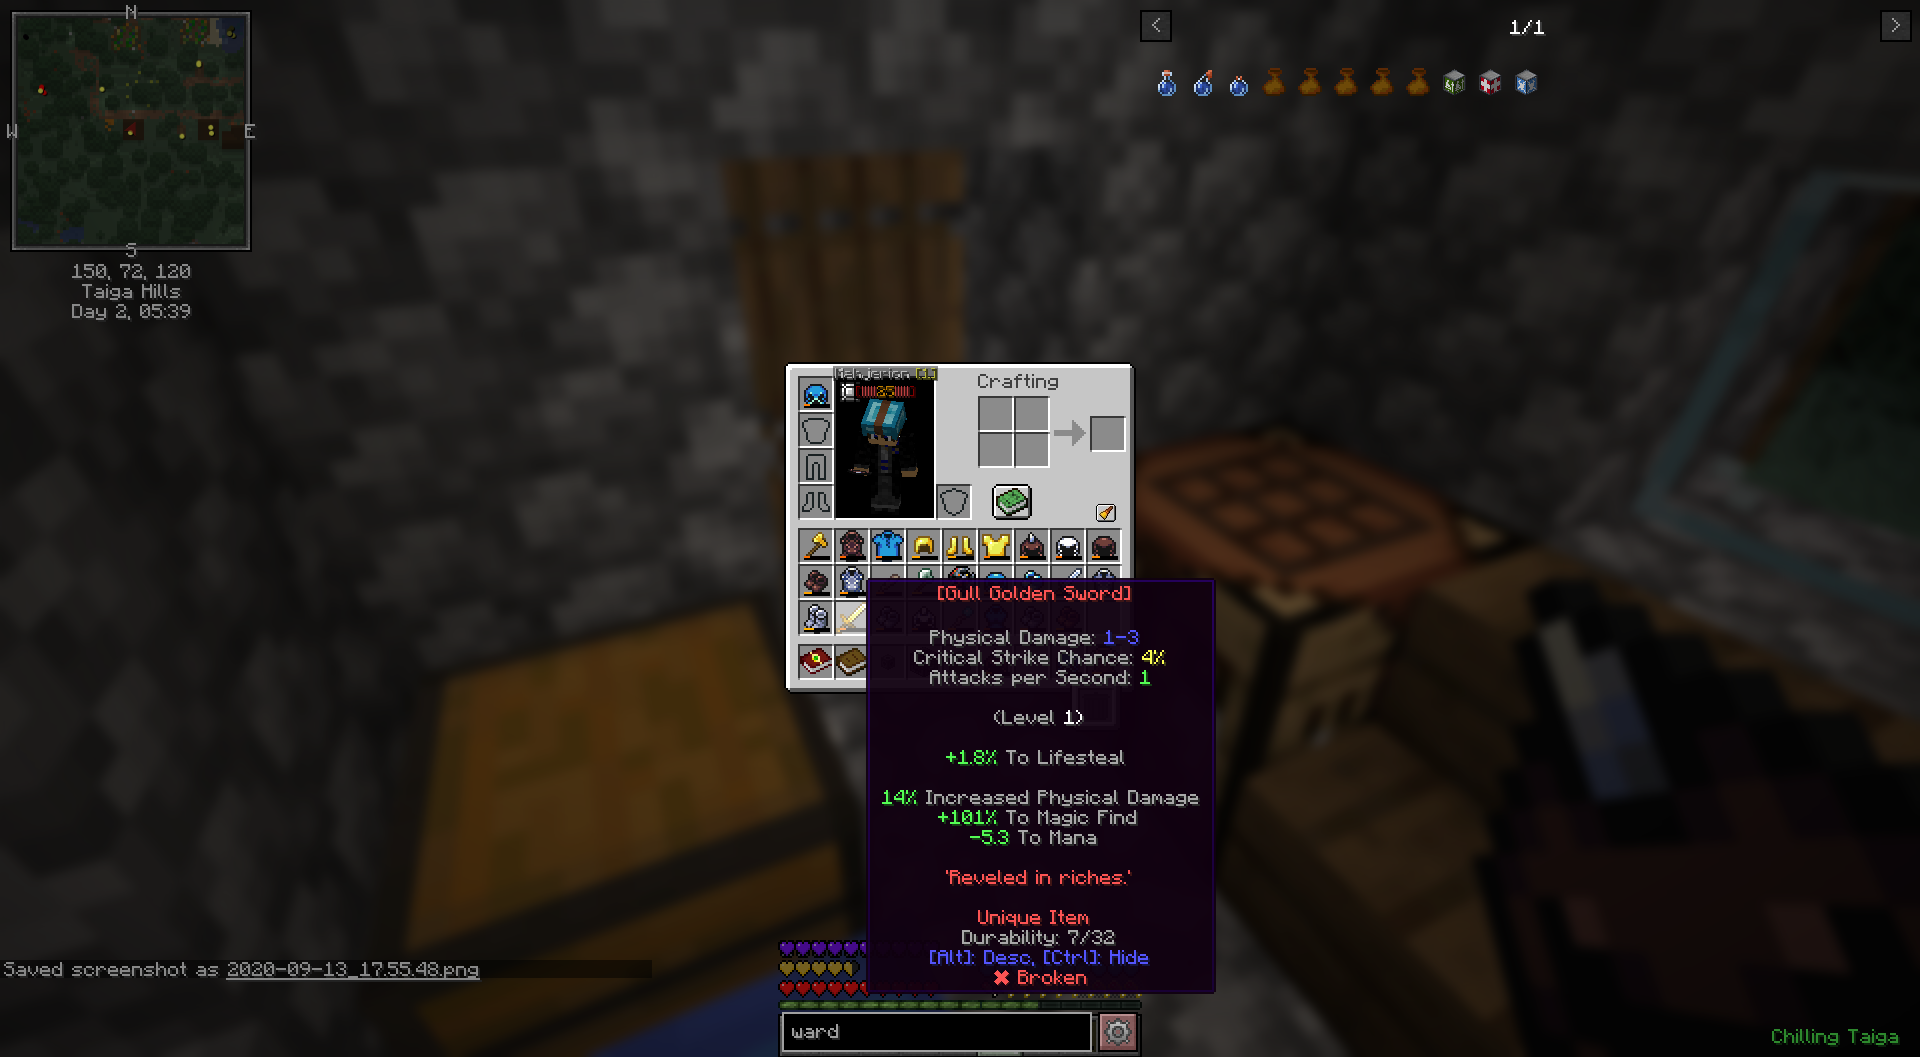 N
W
E
S
150, 72, 120
Taiga Hills
Day 2, 05:39
<
1/1
>
[1]
25
Crafting
[Gull Golden Sword]
Physical Damage: 1-3
Critical Strike Chance: 4%
Attacks per Second: 1
(Level 1)
+1.8% To Lifesteal
14% Increased Physical Damage
+101% To Magic Find
-5.3 To Mana
'Reveled in riches.'
Unique Item
Durability: 7/32
[Alt]: Desc, [Ctrl]: Hide
✖ Broken
Saved screenshot as 2020-09-13_17.55.48.png
ward
Chilling Taiga